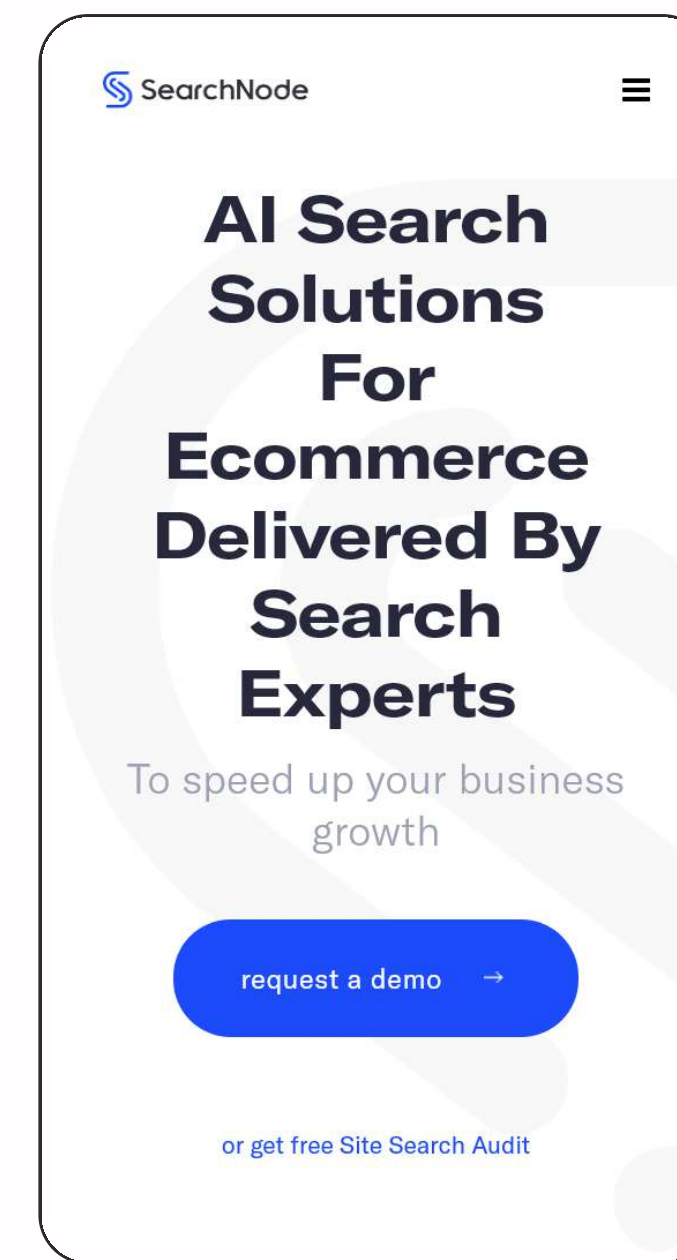 SearchNode
AI Search
Solutions
For
Ecommerce
Delivered By
Search
Experts
To speed up your business
growth
request a demo →
or get free Site Search Audit